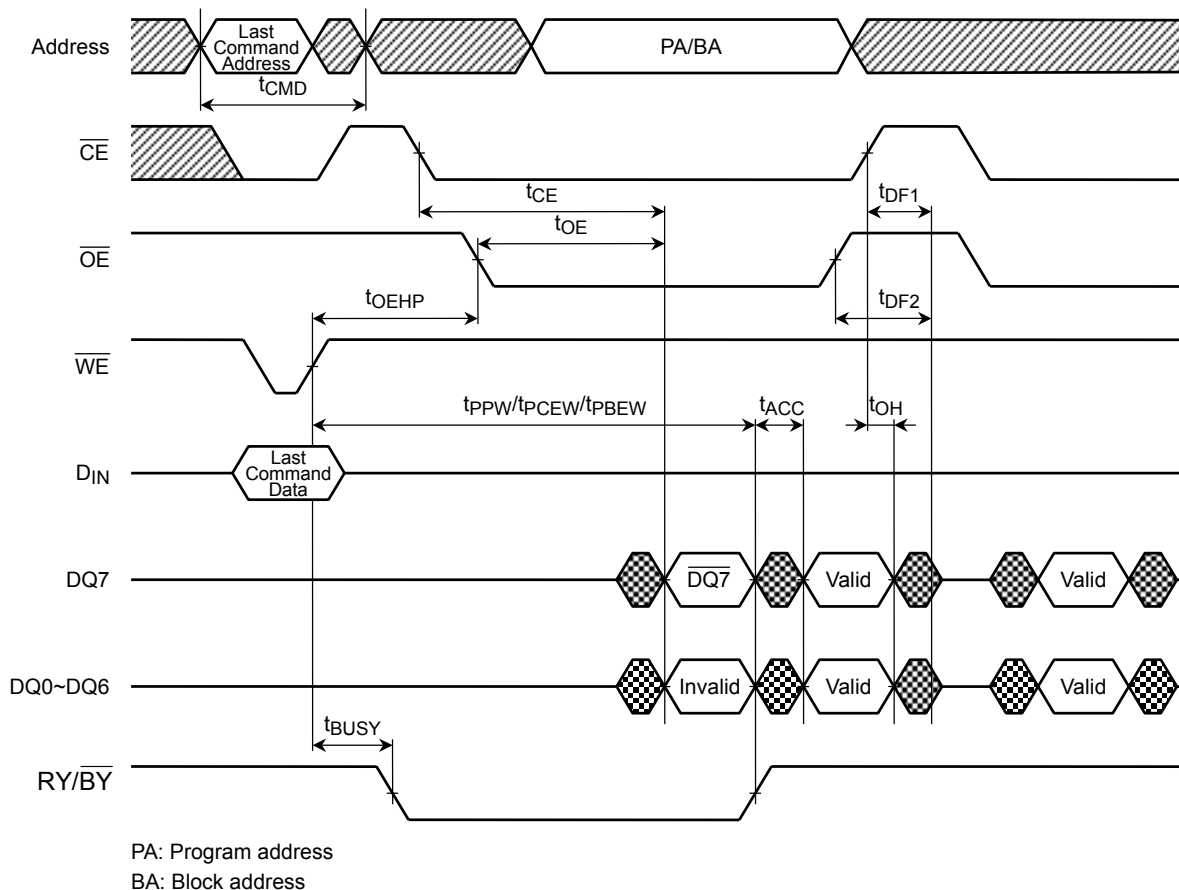 Address
Last
Command
Address
PA/BA
tCMD
CE
tCE
tDF1
OE
tOE
tOEHP
tDF2
WE
tPPW/tPCEW/tPBEW
tACC
tOH
DIN
Last
Command
Data
DQ7
DQ7
Valid
Valid
DQ0~DQ6
Invalid
Valid
Valid
tBUSY
RY/BY
PA: Program address
BA: Block address